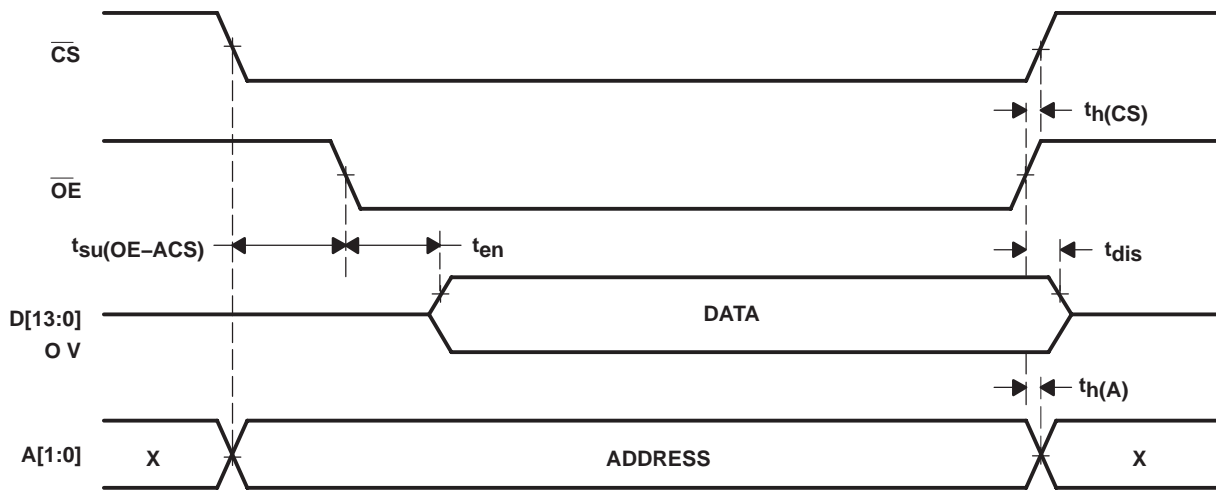 CS
th(CS)
OE
tsu(OE–ACS)
ten
tdis
D[13:0]
O V
DATA
th(A)
A[1:0]
X
ADDRESS
X